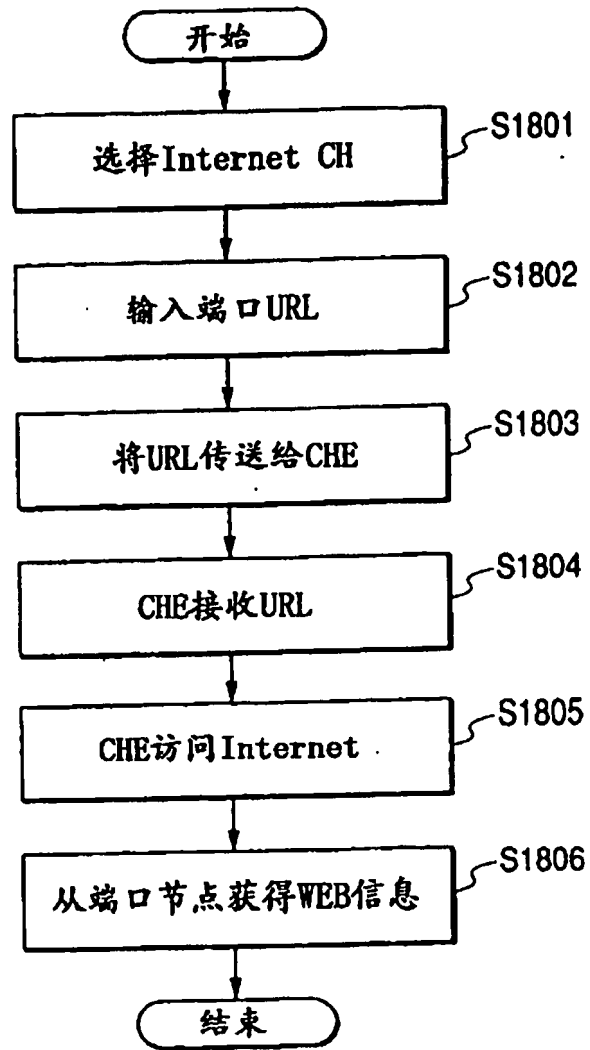 开始
选择Internet CH
S1801
输入端口URL
S1802
将URL传送给CHE
S1803
CHE接收URL
S1804
CHE访问Internet
S1805
从端口节点获得WEB信息
S1806
结束